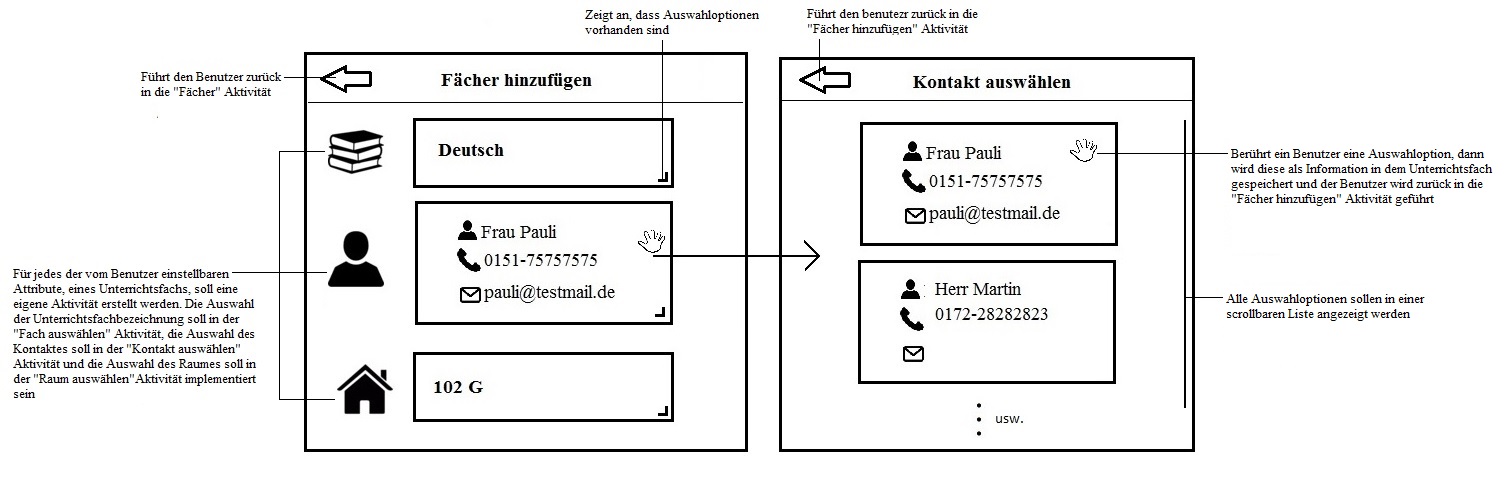 Zeigt an, dass Auswahloptionen
vorhanden sind
Führt den benutezr zurück in die
"Fächer hinzufügen" Aktivität
Führt den Benutzer zurück
in die "Fächer" Aktivität
Fächer hinzufügen
Deutsch
Frau Pauli
0151-75757575
pauli@testmail.de
102 G
Für jedes der vom Benutzer einstellbaren
Attribute, eines Unterrichtsfachs, soll eine
eigene Aktivität erstellt werden. Die Auswahl
der Unterrichtsfachbezeichnung soll in der
"Fach auswählen" Aktivität, die Auswahl des
Kontaktes soll in der "Kontakt auswählen"
Aktivität und die Auswahl des Raumes soll in
der "Raum auswählen"Aktivität implementiert
sein
Kontakt auswählen
Frau Pauli
0151-75757575
pauli@testmail.de
Herr Martin
0172-28282823
usw.
Berührt ein Benutzer eine Auswahloption, dann
wird diese als Information in dem Unterrichtsfach
gespeichert und der Benutzer wird zurück in die
"Fächer hinzufügen" Aktivität geführt
Alle Auswahloptionen sollen in einer
scrollbaren Liste angezeigt werden